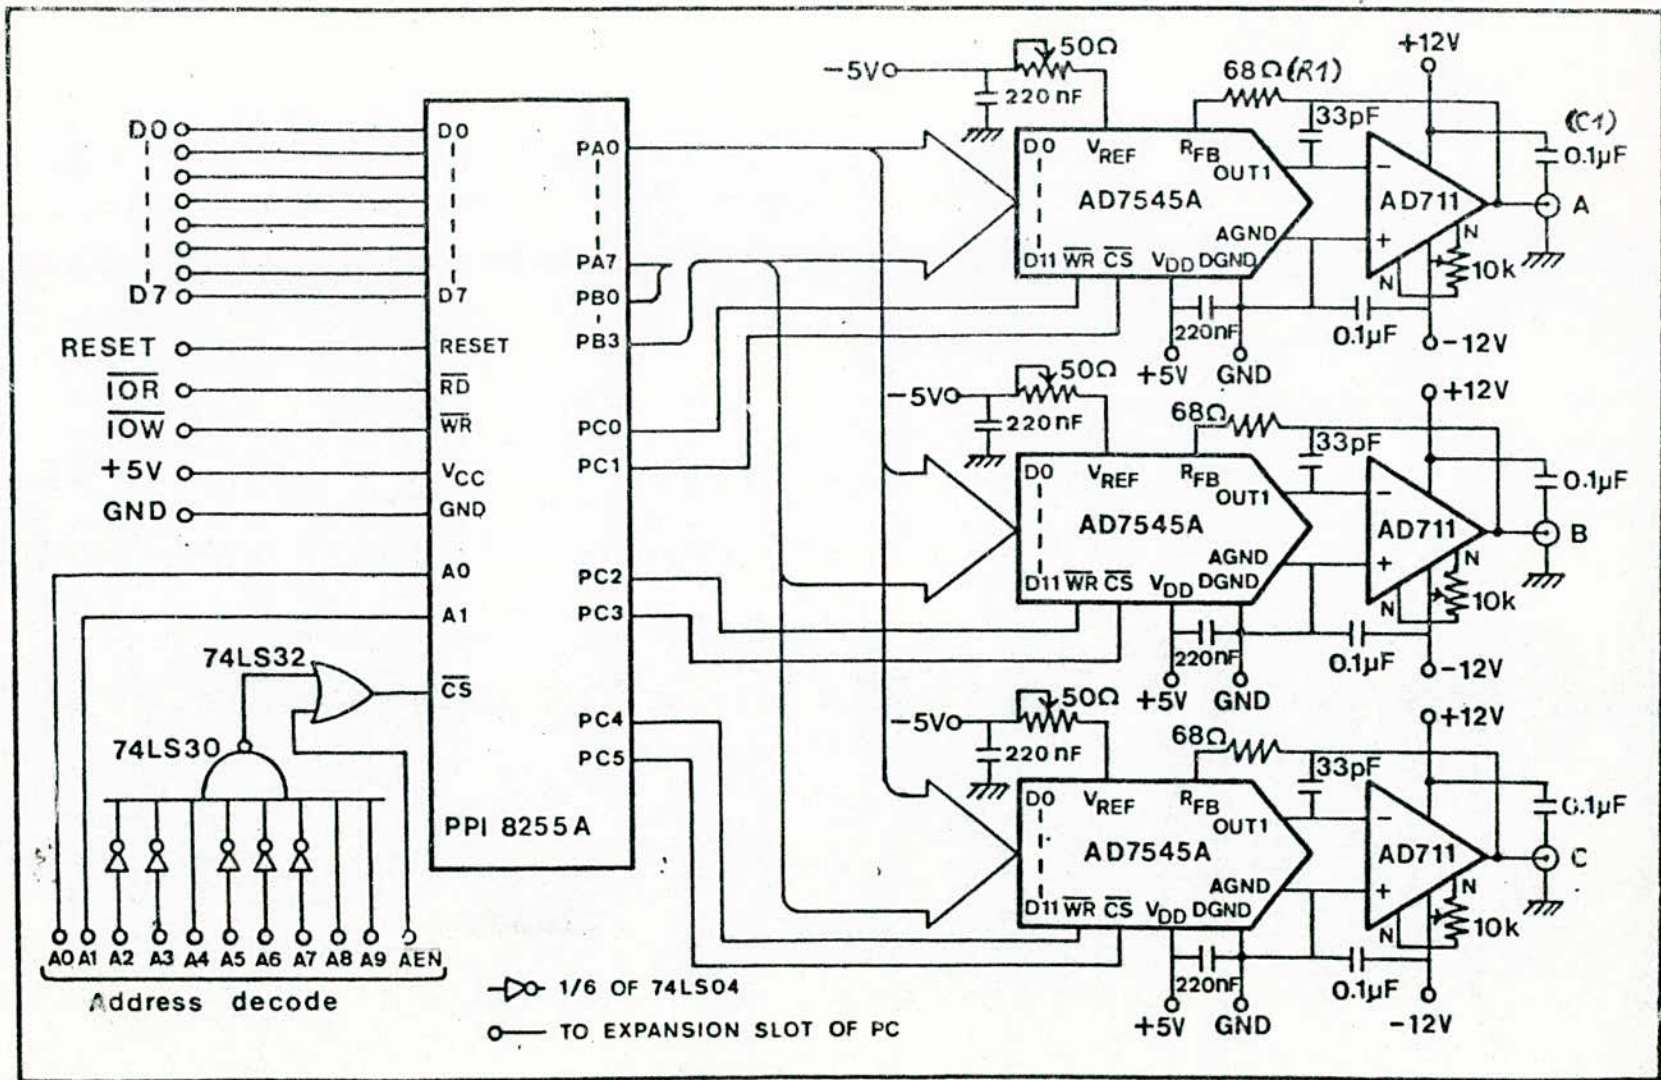 D0
D7
RESET
IOR
IOW
+5V
GND
D0
D7
RESET
RD
WR
VCC
GND
A0
A1
CS
PPI 8255A
PA0
PA7
PB0
PB3
PC0
PC1
PC2
PC3
PC4
PC5
74LS32
74LS30
A0 A1 A2 A3 A4 A5 A6 A7 A8 A9 AEN
Address decode
1/6 OF 74LS04
TO EXPANSION SLOT OF PC
-5V
50Ω
220nF
68Ω (R1)
33pF
+12V
(C1)
0.1µF
D0 VREF RFB
OUT1
AD7545A
AGND
D11 WR CS VDD DGND
AD711
-
+
N
N
10k
A
220nF
0.1µF
-12V
+5V GND
-5V
50Ω
220nF
68Ω
33pF
+12V
0.1µF
D0 VREF RFB
OUT1
AD7545A
AGND
D11 WR CS VDD DGND
AD711
-
+
N
N
10k
B
220nF
0.1µF
-12V
+5V GND
-5V
50Ω
220nF
68Ω
33pF
+12V
0.1µF
D0 VREF RFB
OUT1
AD7545A
AGND
D11 WR CS VDD DGND
AD711
-
+
N
N
10k
C
220nF
0.1µF
-12V
+5V GND